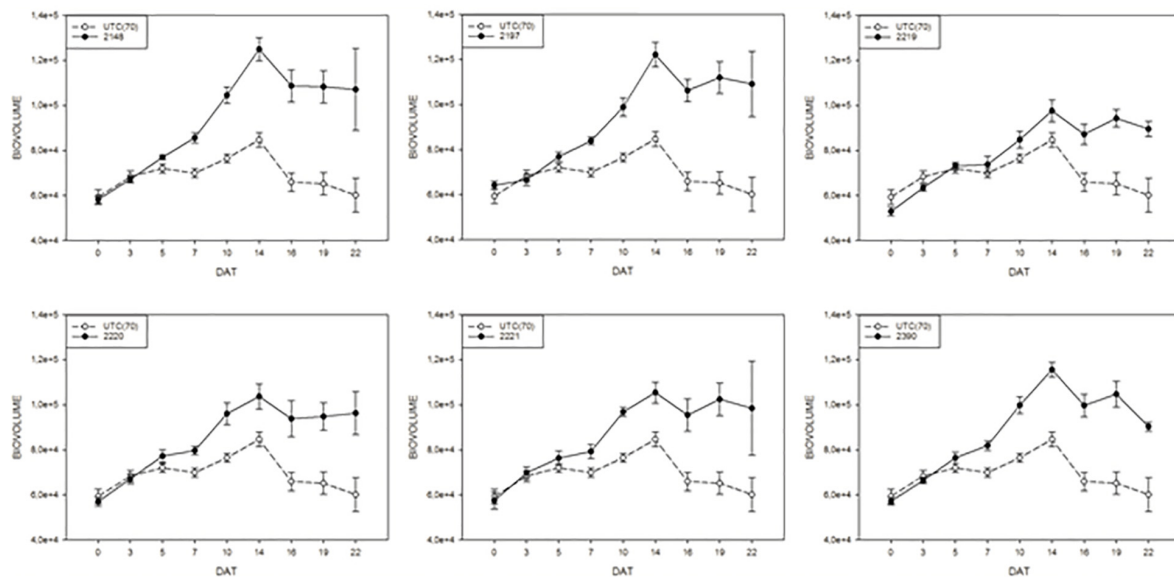 1,4e+5
UTC(70)
2148
1,2e+5
1,0e+5
BIOVOLUME
8,0e+4
6,0e+4
4,0e+4
0 3 5 7 10 14 16 19 22
DAT
1,4e+5
UTC(70)
2197
1,2e+5
1,0e+5
BIOVOLUME
8,0e+4
6,0e+4
4,0e+4
0 3 5 7 10 14 16 19 22
DAT
1,4e+5
UTC(70)
2219
1,2e+5
1,0e+5
BIOVOLUME
8,0e+4
6,0e+4
4,0e+4
0 3 5 7 10 14 16 19 22
DAT
1,4e+5
UTC(70)
2220
1,2e+5
1,0e+5
BIOVOLUME
8,0e+4
6,0e+4
4,0e+4
0 3 5 7 10 14 16 19 22
DAT
1,4e+5
UTC(70)
2221
1,2e+5
1,0e+5
BIOVOLUME
8,0e+4
6,0e+4
4,0e+4
0 3 5 7 10 14 16 19 22
DAT
1,4e+5
UTC(70)
2390
1,2e+5
1,0e+5
BIOVOLUME
8,0e+4
6,0e+4
4,0e+4
0 3 5 7 10 14 16 19 22
DAT